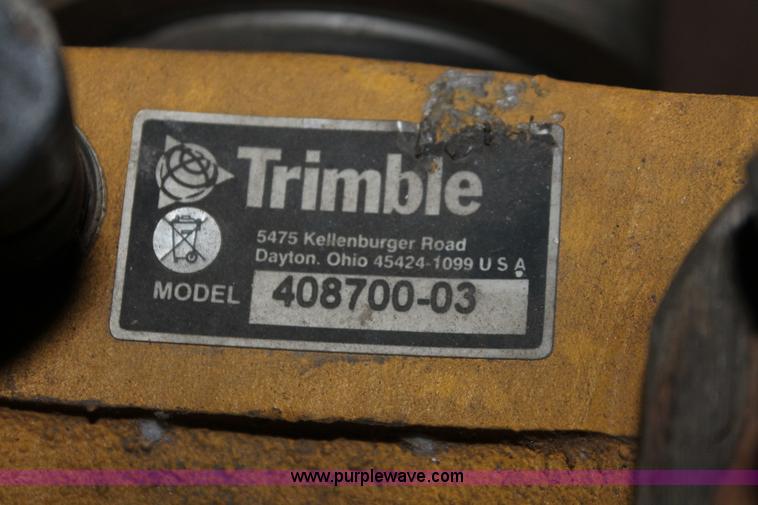 Trimble
5475 Kellenburger Road
Dayton. Ohio 45424-1099 U S A
MODEL 408700-03
www.purplewave.com